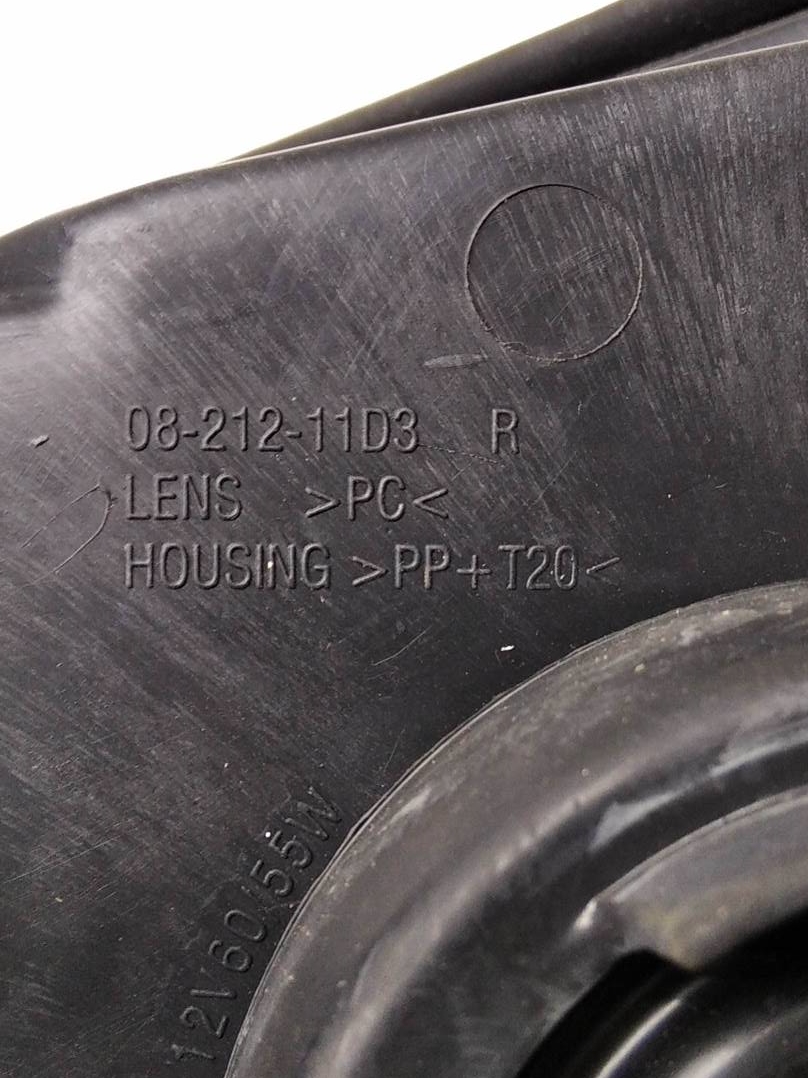 08-212-11D3 R
LENS >PC<
HOUSING >PP+T20<
12V60/55W